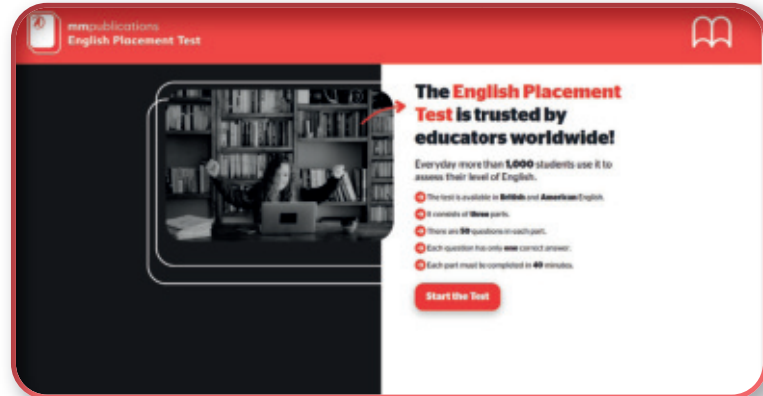 mmpublications
English Placement Test
The English Placement
Test is trusted by
educators worldwide!
Everyday more than 1,000 students use it to
assess their level of English.
The test is available in British and American English.
It consists of three parts.
There are 50 questions in each part.
Each question has only one correct answer.
Each part must be completed in 40 minutes.
Start the Test